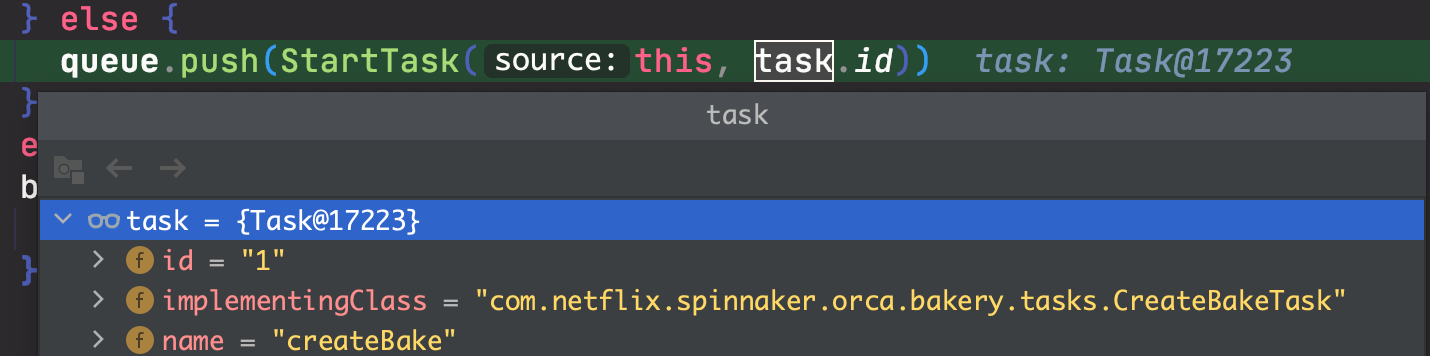 } else {
queue.push(StartTask( source: this, task.id)) task: Task@17223
}
task
e
b
task = {Task@17223}
f id = "1"
}
f implementingClass = "com.netflix.spinnaker.orca.bakery.tasks.CreateBakeTask"
f name = "createBake"